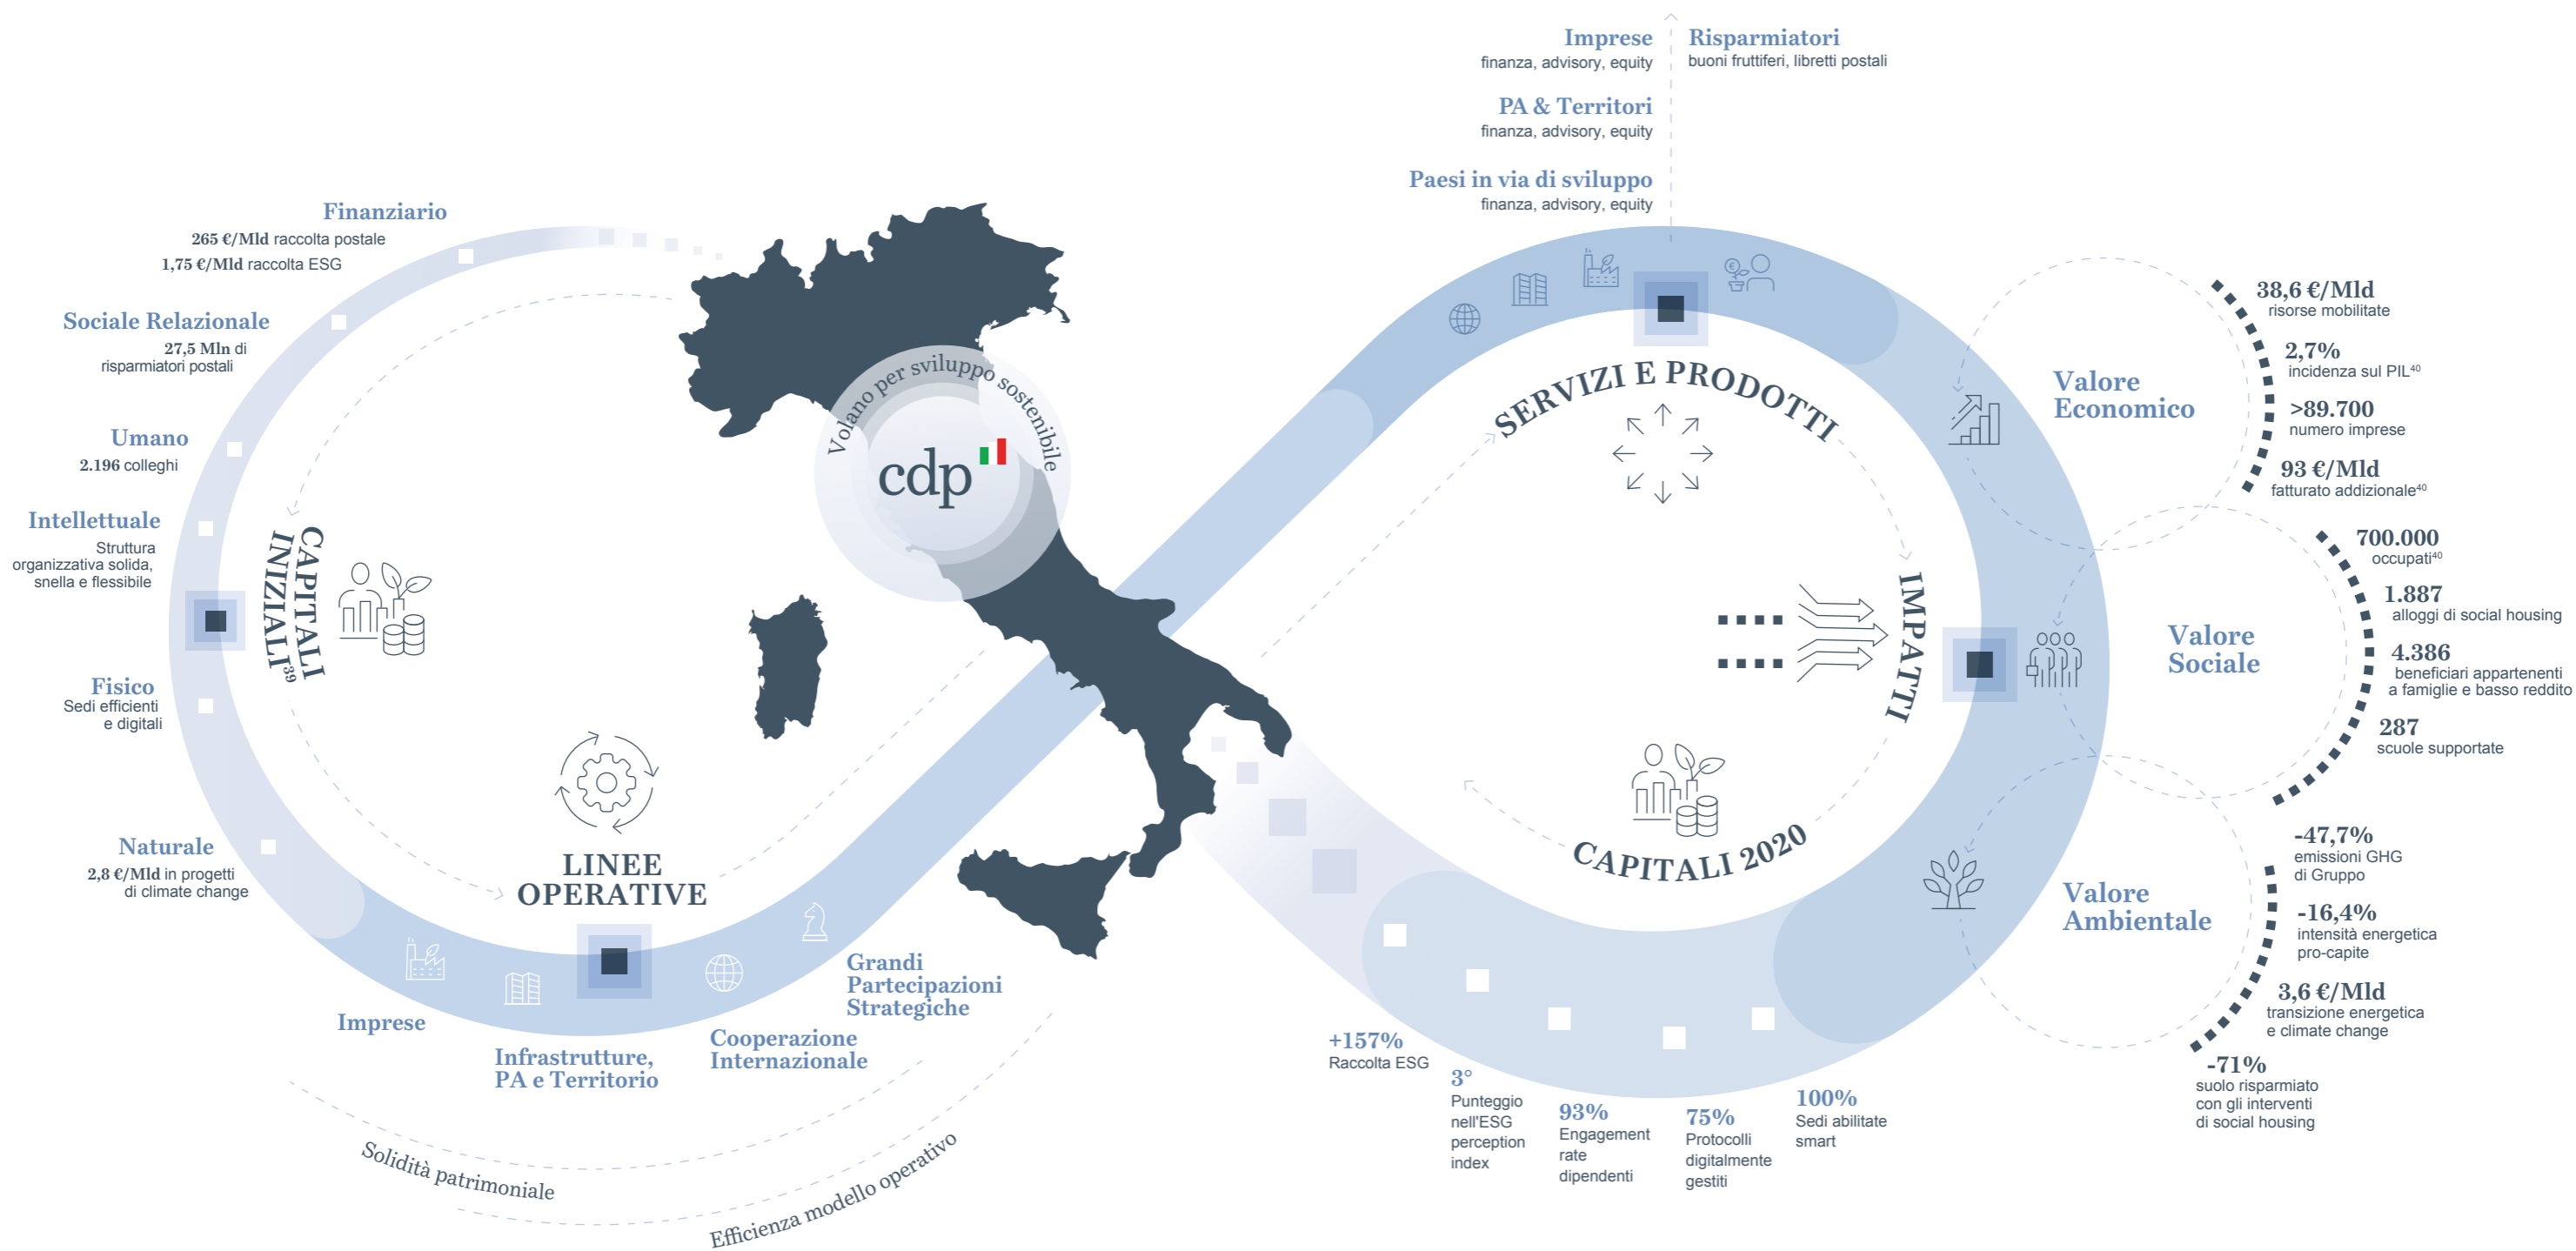 Finanziario
265 €/Mld raccolta postale
1,75 €/Mld raccolta ESG
Sociale Relazionale
27,5 Mln di
risparmiatori postali
Umano
2.196 colleghi
Intellettuale
Struttura
organizzativa solida,
snella e flessibile
Fisico
Sedi efficienti
e digitali
Naturale
2,8 €/Mld in progetti
di climate change
CAPITALI
INIZIALI³⁹
LINEE
OPERATIVE
Imprese
Infrastrutture,
PA e Territorio
Cooperazione
Internazionale
Grandi
Partecipazioni
Strategiche
Solidità patrimoniale
Efficienza modello operativo
Volano per sviluppo sostenibile
cdp
Imprese
finanza, advisory, equity
PA & Territori
finanza, advisory, equity
Paesi in via di sviluppo
finanza, advisory, equity
Risparmiatori
buoni fruttiferi, libretti postali
SERVIZI E PRODOTTI
IMPATTI
Valore
Economico
38,6 €/Mld
risorse mobilitate
2,7%
incidenza sul PIL⁴⁰
>89.700
numero imprese
93 €/Mld
fatturato addizionale⁴⁰
Valore
Sociale
700.000
occupati⁴⁰
1.887
alloggi di social housing
4.386
beneficiari appartenenti
a famiglie e basso reddito
287
scuole supportate
Valore
Ambientale
-47,7%
emissioni GHG
di Gruppo
-16,4%
intensità energetica
pro-capite
3,6 €/Mld
transizione energetica
e climate change
-71%
suolo risparmiato
con gli interventi
di social housing
CAPITALI 2020
+157%
Raccolta ESG
3°
Punteggio
nell'ESG
perception
index
93%
Engagement
rate
dipendenti
75%
Protocolli
digitalmente
gestiti
100%
Sedi abilitate
smart